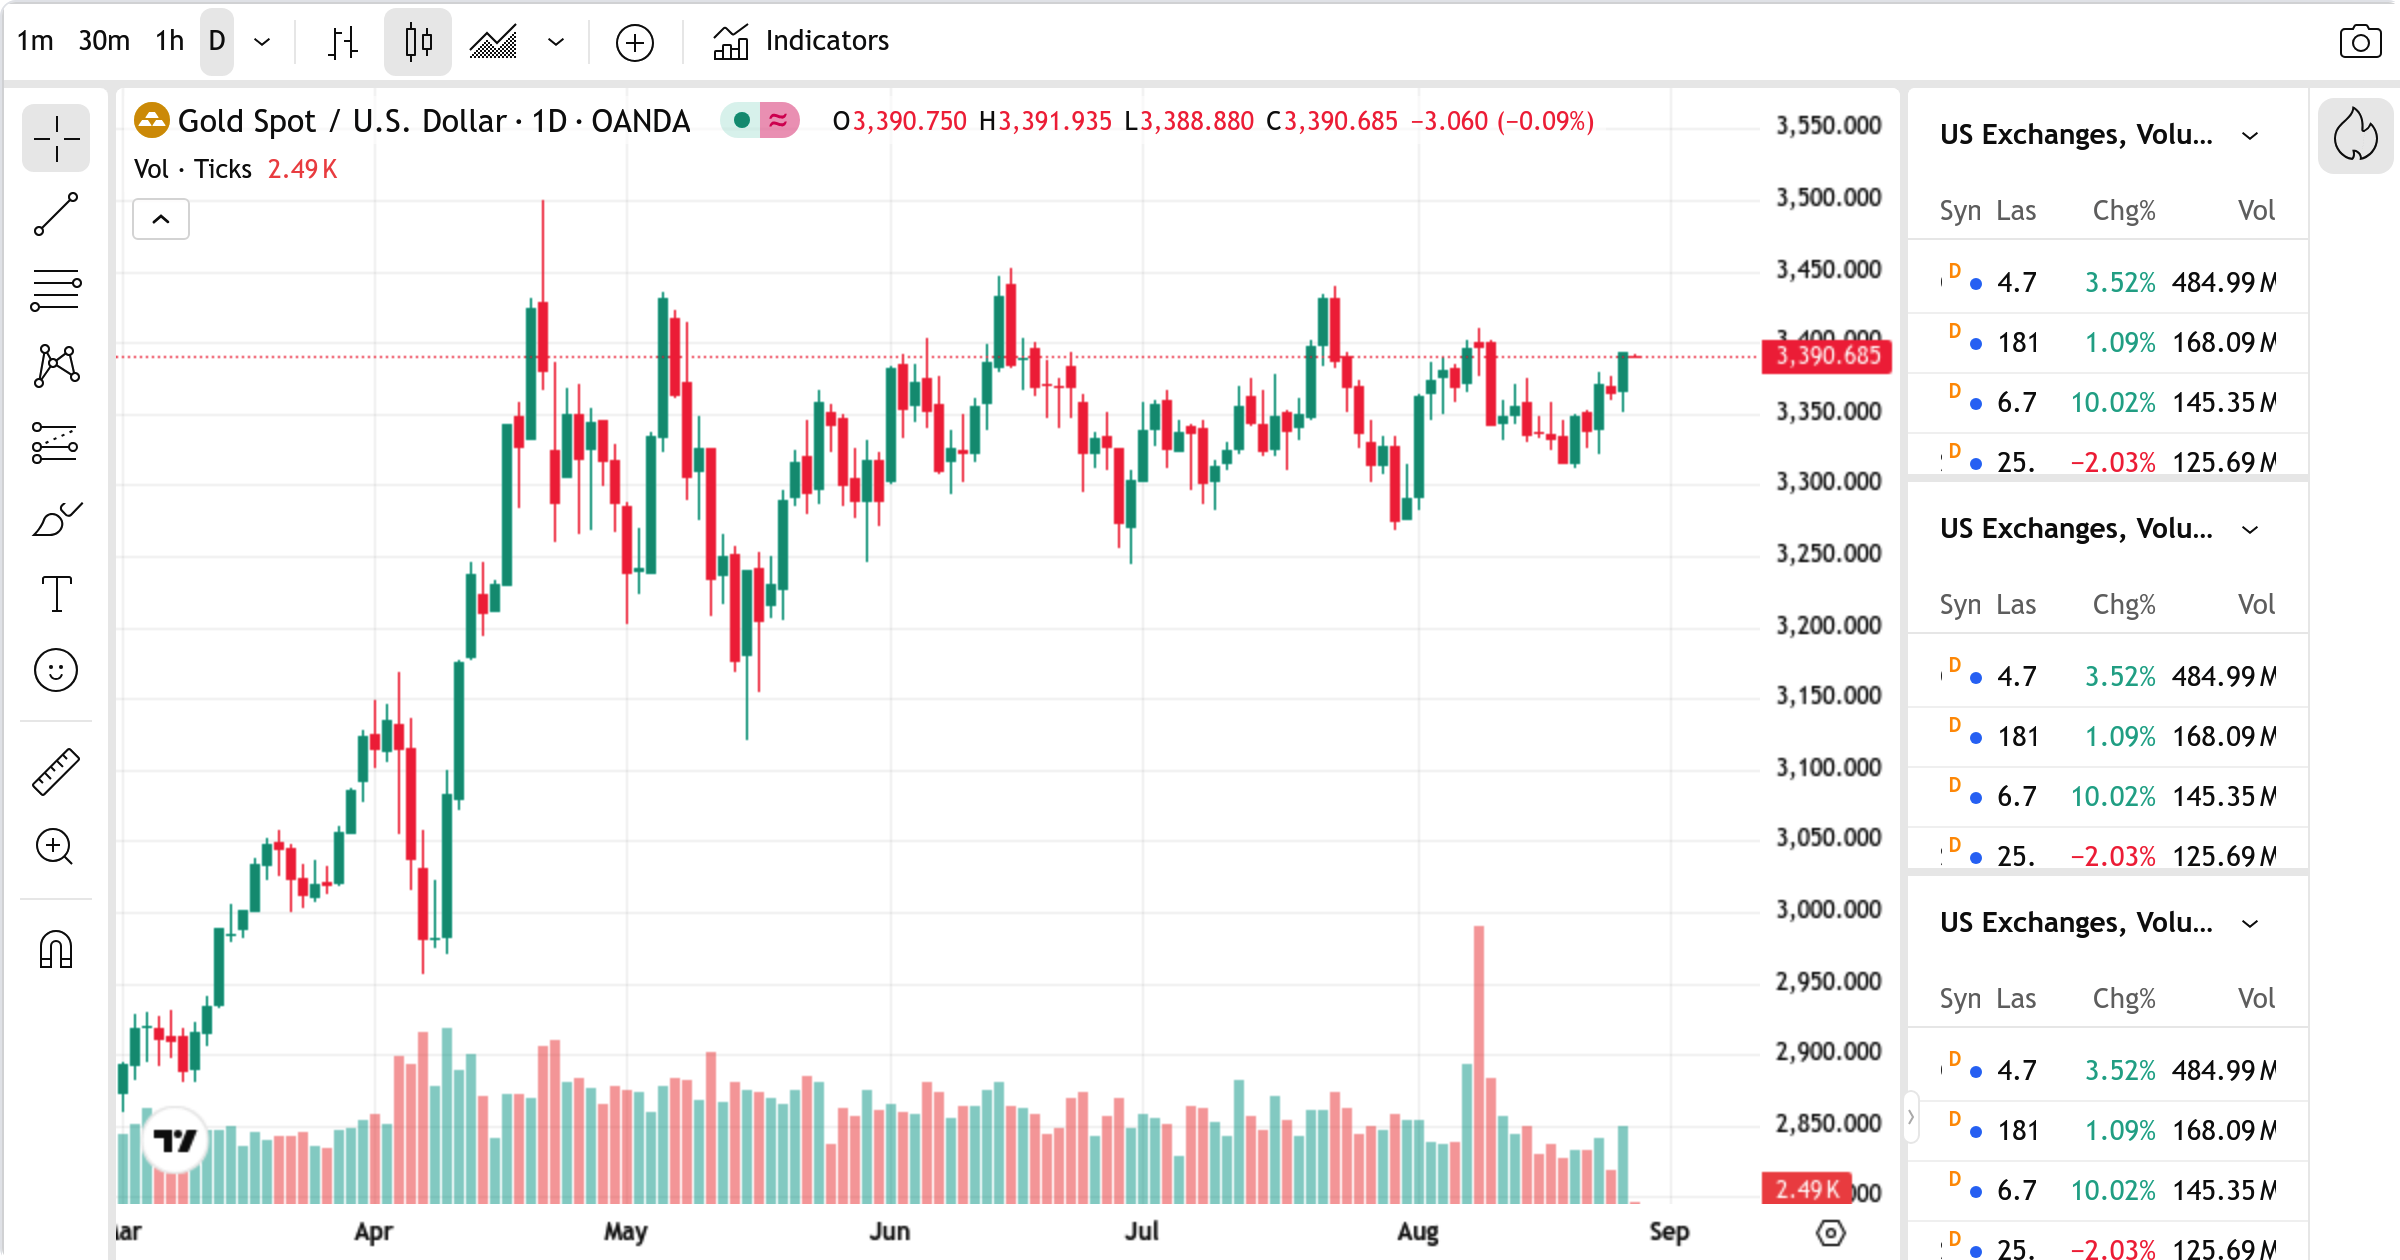 1m 30m 1h D Indicators
Gold Spot / U.S. Dollar · 1D · OANDA ≈ O3,390.750 H3,391.935 L3,388.880 C3,390.685 −3.060 (−0.09%)
Vol · Ticks 2.49 K
3,550.000
3,500.000
3,450.000
3,400.000
3,390.685
3,350.000
3,300.000
3,250.000
3,200.000
3,150.000
3,100.000
3,050.000
3,000.000
2,950.000
2,900.000
2,850.000
2.49 K
Apr May Jun Jul Aug Sep
US Exchanges, Volu...
Syn Las Chg% Vol
D 4.7 3.52% 484.99 M
D 181 1.09% 168.09 M
D 6.7 10.02% 145.35 M
D 25. −2.03% 125.69 M
US Exchanges, Volu...
Syn Las Chg% Vol
D 4.7 3.52% 484.99 M
D 181 1.09% 168.09 M
D 6.7 10.02% 145.35 M
D 25. −2.03% 125.69 M
US Exchanges, Volu...
Syn Las Chg% Vol
D 4.7 3.52% 484.99 M
D 181 1.09% 168.09 M
D 6.7 10.02% 145.35 M
D 25. −2.03% 125.69 M